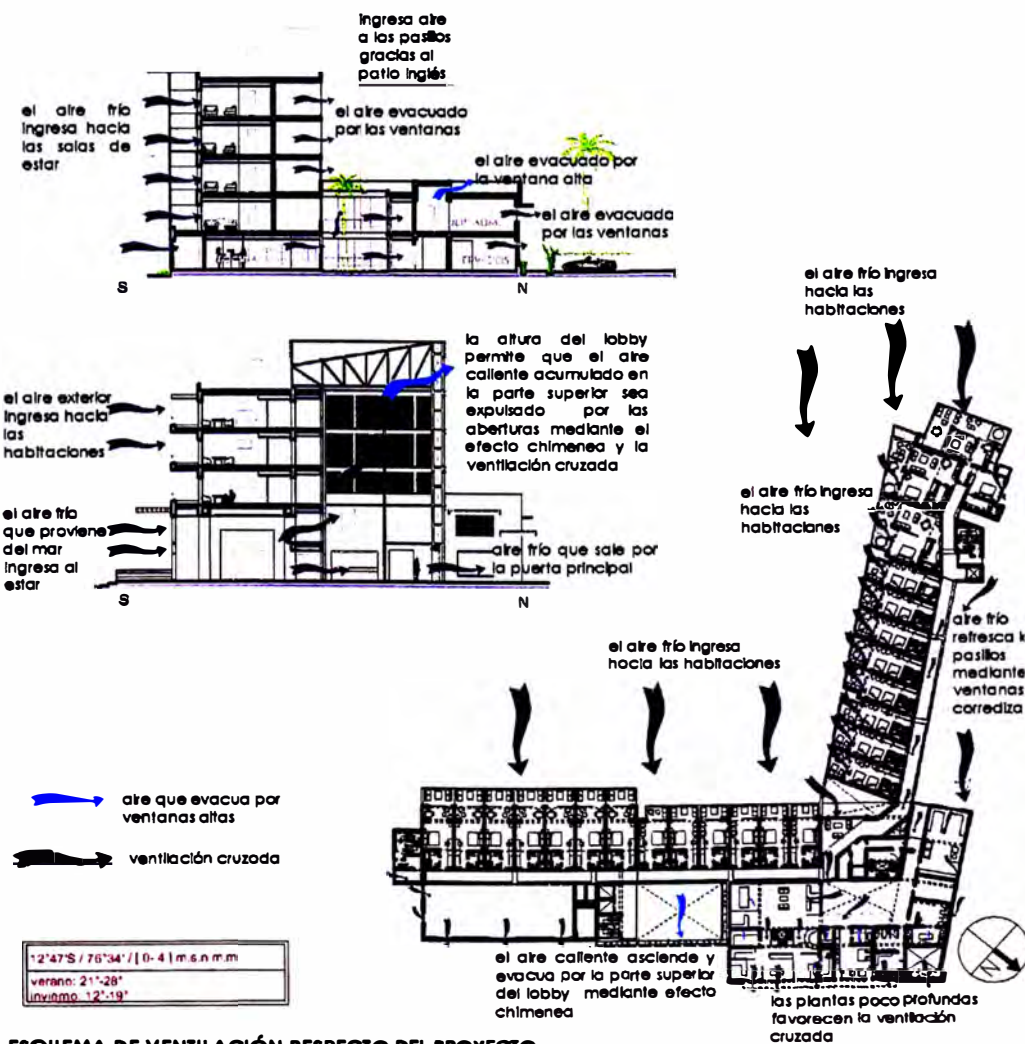 ingresa aire
a los pasillos
gracias al
patio inglés
el aire frío
ingresa hacia
las salas de
estar
el aire evacuado
por las ventanas
el aire evacuado por
la ventana alta
el aire evacuada
por las ventanas
S
N
el aire exterior
ingresa hacia
las
habitaciones
el aire frío
que proviene
del mar
ingresa al
estar
la altura del lobby
permite que el aire
caliente acumulado en
la parte superior sea
expulsado por las
aberturas mediante el
efecto chimenea y la
ventilación cruzada
aire frío que sale por
la puerta principal
S
N
el aire frío ingresa
hacia las
habitaciones
el aire frío ingresa
hacia las
habitaciones
aire frío
refresca l
pasillos
mediante
ventanas
corrediza
el aire frío ingresa
hacia las habitaciones
aire que evacua por
ventanas altas
ventilación cruzada
12°47'S / 76°34' / [ 0- 4 ] m.s.n.m.m
verano: 21°-28°
invierno: 12°-19°
el aire caliente asciende y
evacua por la parte superior
del lobby mediante efecto
chimenea
las plantas poco profundas
favorecen la ventilación
cruzada
N
ESQUEMA DE VENTILACIÓN RESPECTO DEL PROYECTO